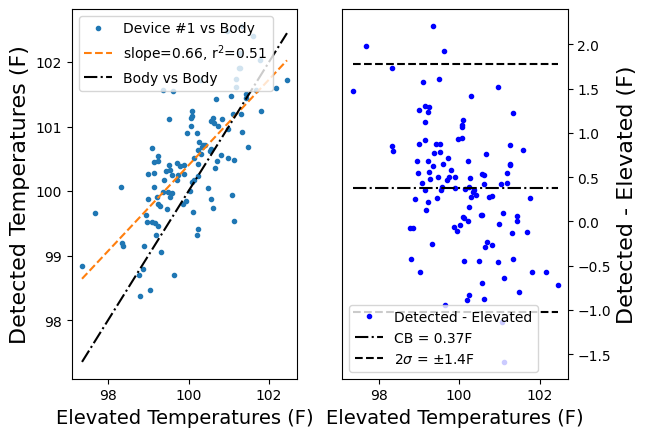 Device #1 vs Body
slope=0.66, r²=0.51
Body vs Body
102
101
100
99
98
98
100
102
Detected Temperatures (F)
Elevated Temperatures (F)
2.0
1.5
1.0
0.5
0.0
−0.5
−1.0
−1.5
Detected - Elevated
CB = 0.37F
2σ = ±1.4F
98
100
102
Detected - Elevated (F)
Elevated Temperatures (F)